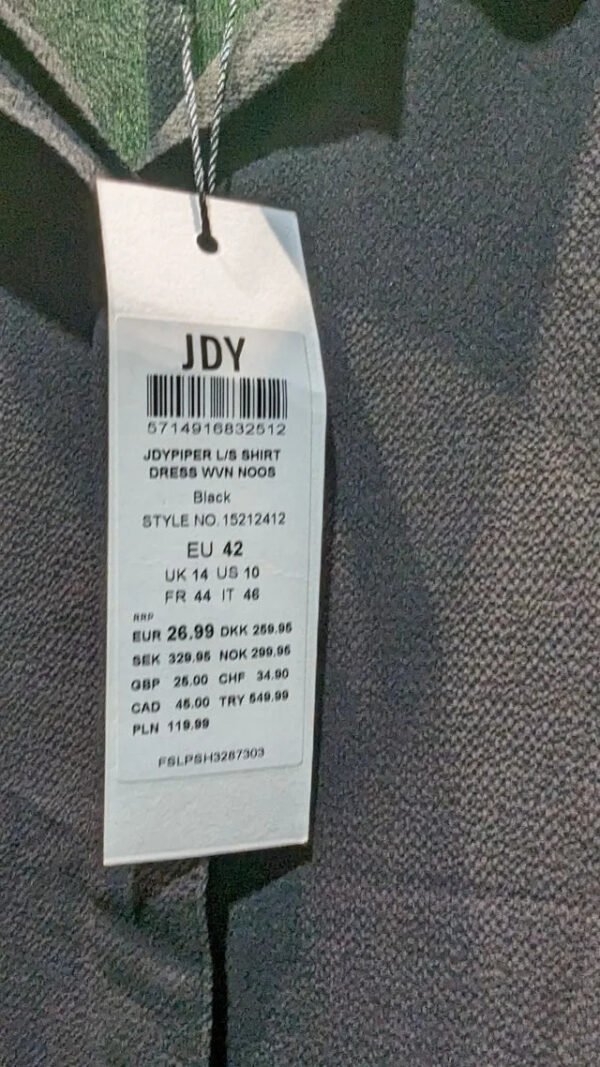 JDY
5714916832512
JDYPIPER L/S SHIRT
DRESS WVN NOOS
Black
STYLE NO. 15212412
EU 42
UK 14 US 10
FR 44 IT 46
RRP
EUR 26.99 DKK 259.95
SEK 329.95 NOK 299.95
GBP 25.00 CHF 34.90
CAD 45.00 TRY 549.99
PLN 119.99
FSLPSH3287303